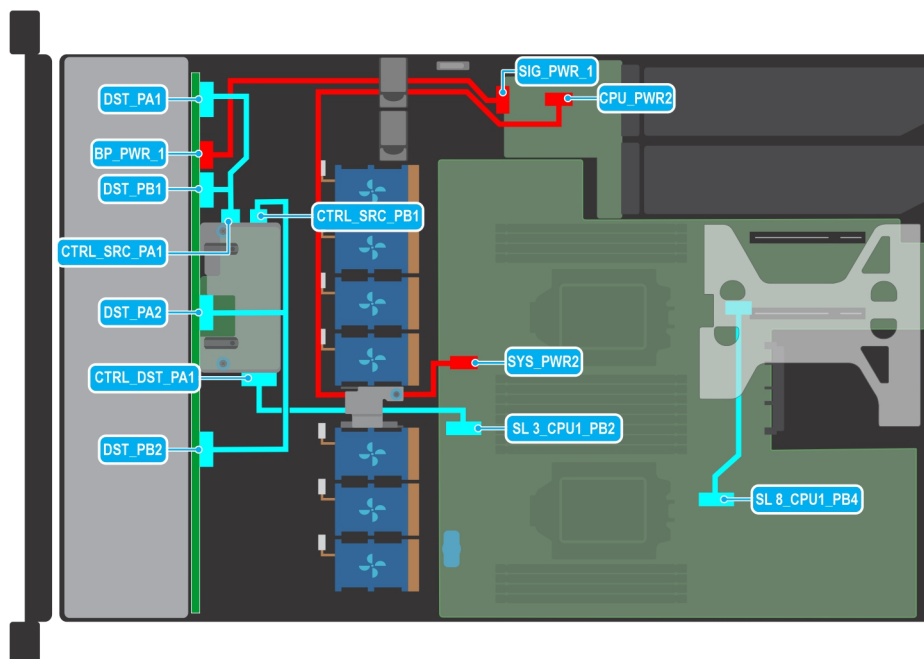 SIG_PWR_1
DST_PA1
CPU_PWR2
BP_PWR_1
DST_PB1
CTRL_SRC_PB1
CTRL_SRC_PA1
DST_PA2
SYS_PWR2
CTRL_DST_PA1
SL 3_CPU1_PB2
DST_PB2
SL 8_CPU1_PB4